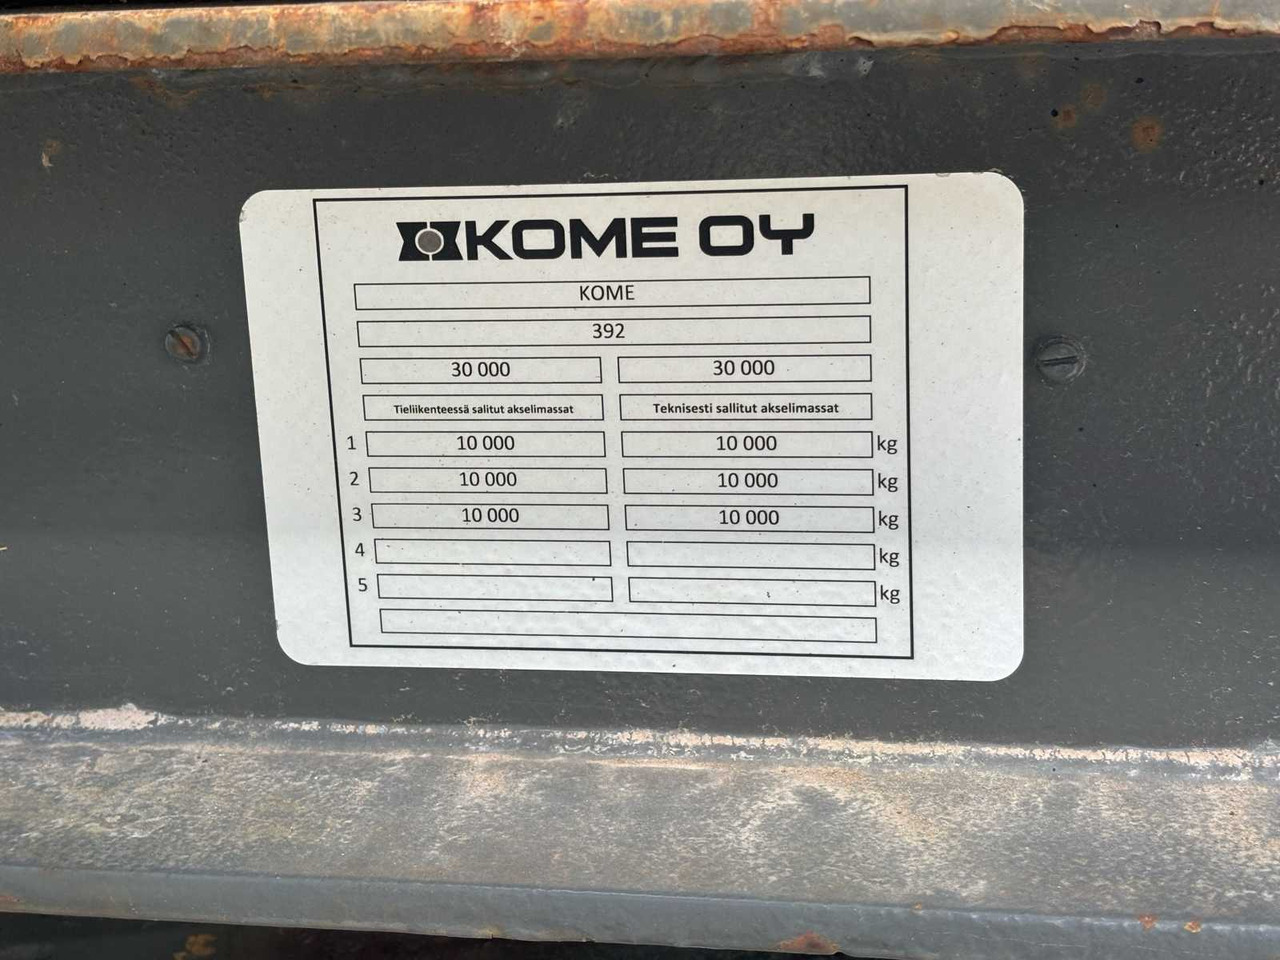 KOME OY
KOME
392
30 000 30 000
Tieliikenteessä salitut akselimassat Teknisesti sallitut akselimassat
1 10 000 10 000 kg
2 10 000 10 000 kg
3 10 000 10 000 kg
4 kg
5 kg